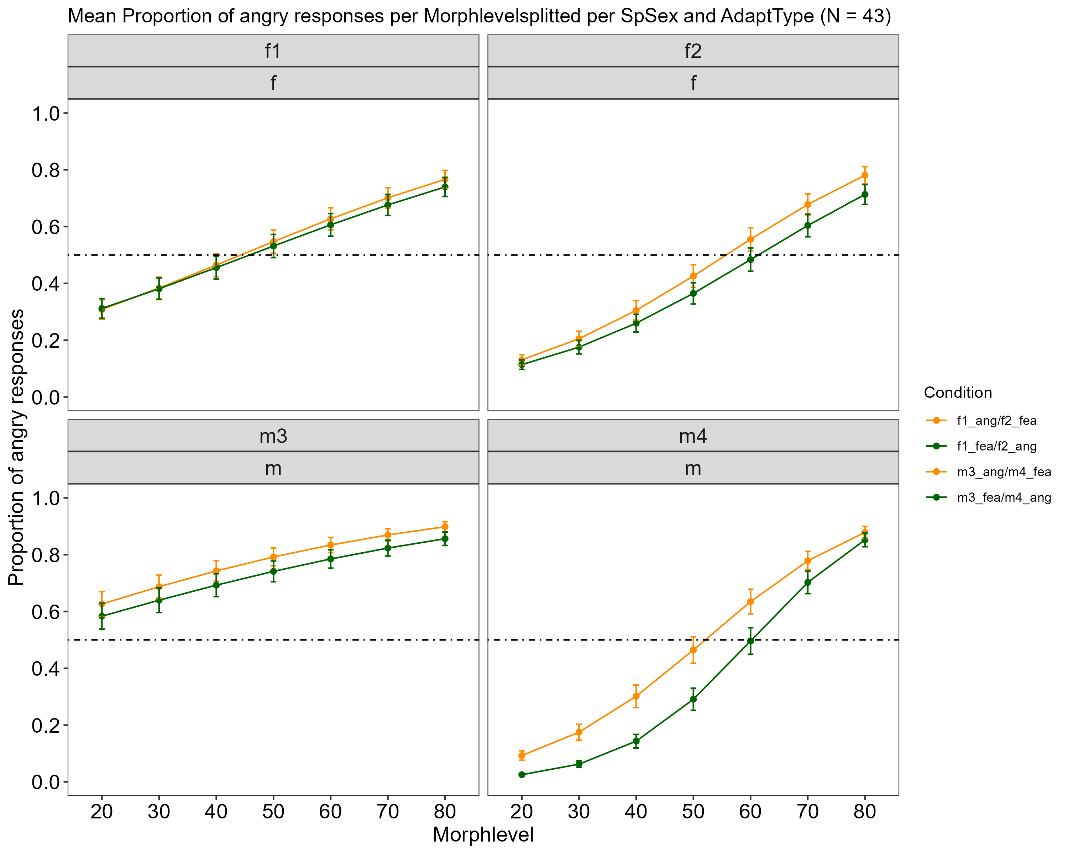 Mean Proportion of angry responses per Morphlevelsplitted per SpSex and AdaptType (N = 43)
f1
f2
f
f
1.0
0.8
0.6
0.4
0.2
0.0
m3
m4
m
m
1.0
0.8
0.6
0.4
0.2
0.0
20 30 40 50 60 70 80
20 30 40 50 60 70 80
Morphlevel
Proportion of angry responses
Condition
f1_ang/f2_fea
f1_fea/f2_ang
m3_ang/m4_fea
m3_fea/m4_ang